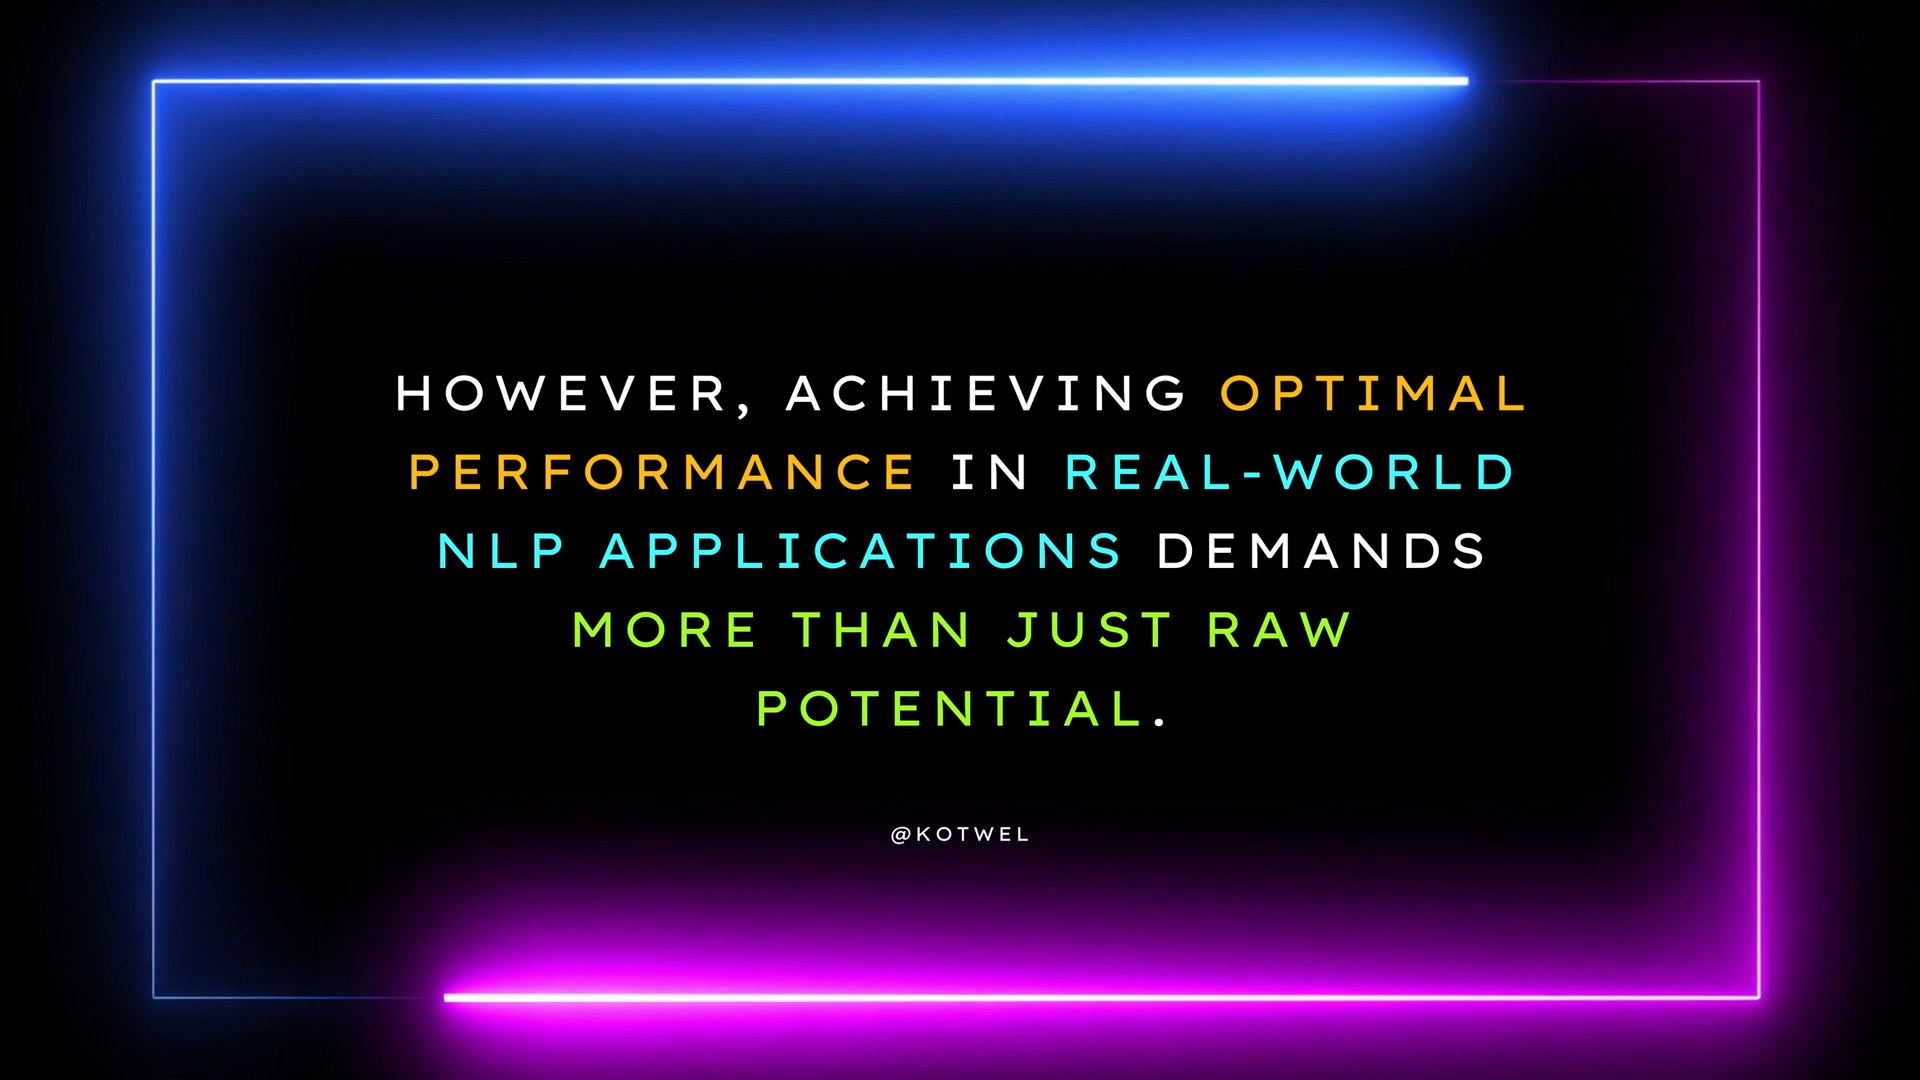 HOWEVER, ACHIEVING OPTIMAL
PERFORMANCE IN REAL-WORLD
NLP APPLICATIONS DEMANDS
MORE THAN JUST RAW
POTENTIAL.
@KOTWEL